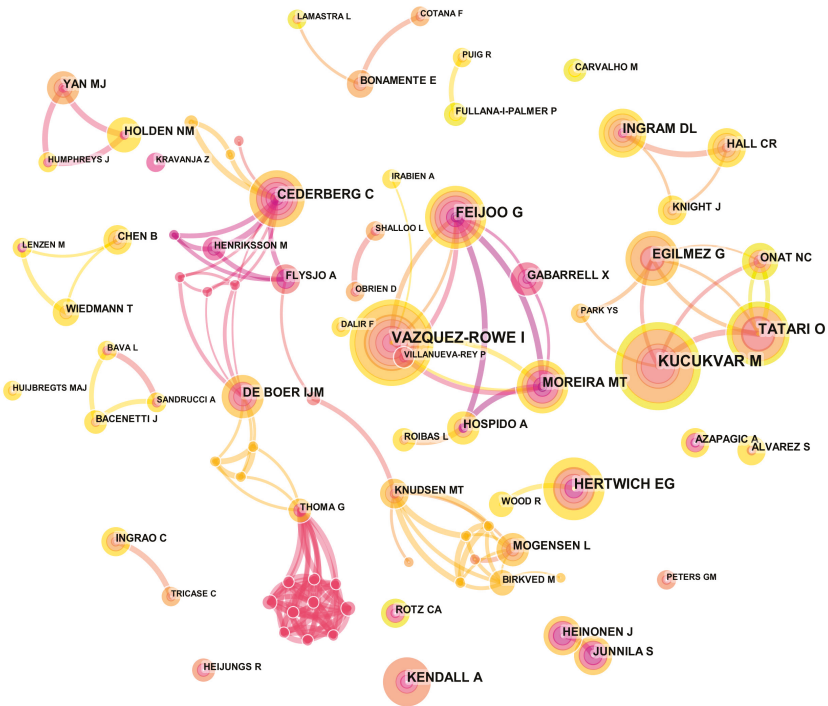 LAMASTRA L
COTANA F
PUIG R
CARVALHO M
YAN MJ
BONAMENTE E
FULLANA-I-PALMER P
HOLDEN NM
INGRAM DL
HALL CR
HUMPHREYS J
KRAVANJA Z
IRABIEN A
CEDERBERG C
FEIJOO G
KNIGHT J
SHALLOO L
CHEN B
LENZEN M
HENRIKSSON M
EGILMEZ G
ONAT NC
FLYSJO A
GABARRELL X
OBRIEN D
WIEDMANN T
PARK YS
DALIR F
VAZQUEZ-ROWE I
TATARI O
BAVA L
VILLANUEVA-REY P
KUCUKVAR M
HUIJBREGTS MAJ
DE BOER IJM
MOREIRA MT
SANDRUCCI A
BACENETTI J
HOSPIDO A
ROIBAS L
AZAPAGIC A
ALVAREZ S
HERTWICH EG
KNUDSEN MT
WOOD R
THOMA G
INGRAO C
MOGENSEN L
BIRKVED M
PETERS GM
TRICASE C
ROTZ CA
HEINONEN J
JUNNILA S
HEIJUNGS R
KENDALL A